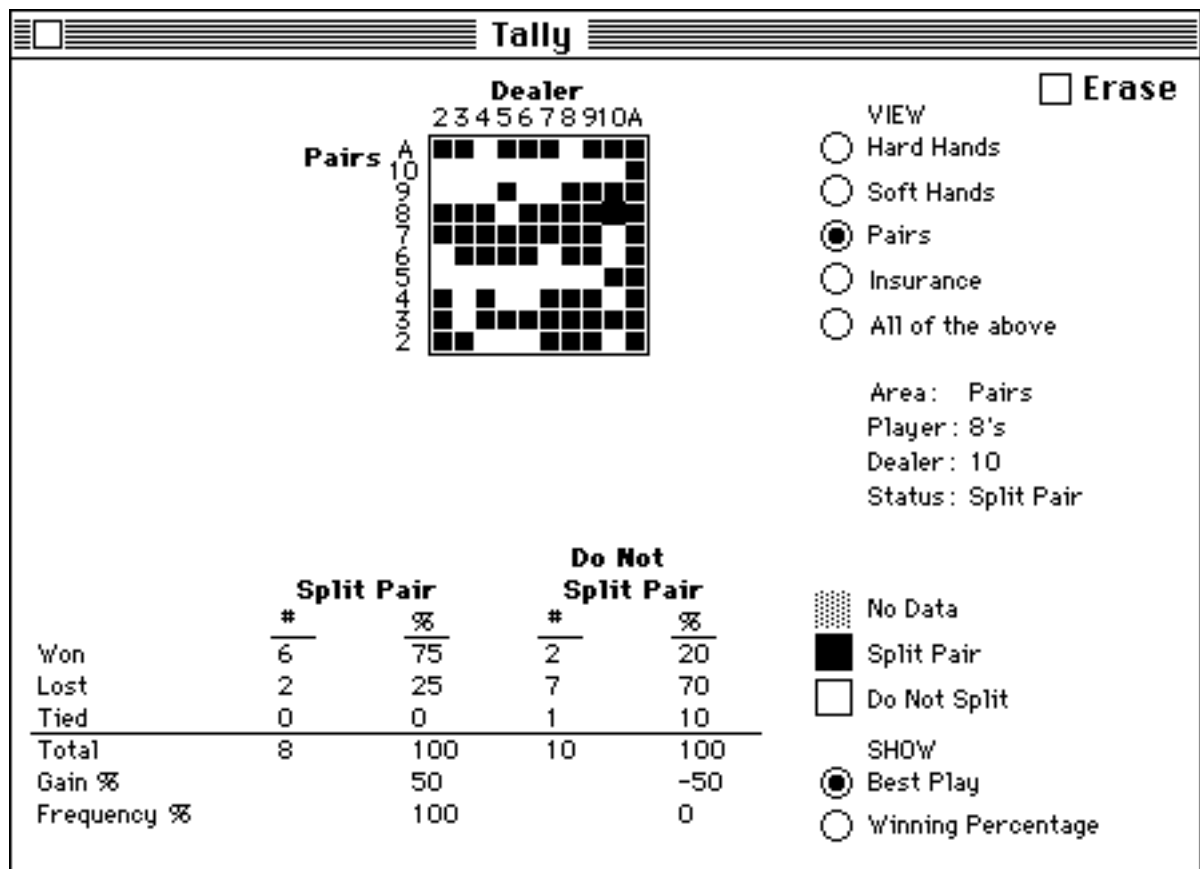 Tally
Dealer
2 3 4 5 6 7 8 9 10 A
Pairs
A
10
9
8
7
6
5
4
3
2
Erase
VIEW
Hard Hands
Soft Hands
Pairs
Insurance
All of the above
Area: Pairs
Player: 8's
Dealer: 10
Status: Split Pair
Split Pair Do Not Split Pair
# % # %
Won 6 75 2 20
Lost 2 25 7 70
Tied 0 0 1 10
Total 8 100 10 100
Gain % 50 -50
Frequency % 100 0
No Data
Split Pair
Do Not Split
SHOW
Best Play
Winning Percentage